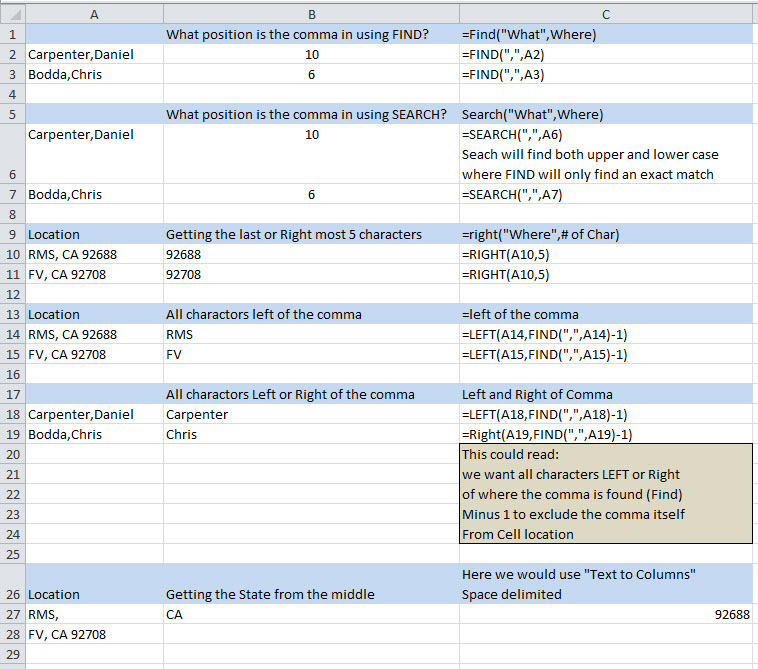 A B C
1 What position is the comma in using FIND? =Find("What",Where)
2 Carpenter,Daniel 10 =FIND(",",A2)
3 Bodda,Chris 6 =FIND(",",A3)
4
5 What position is the comma in using SEARCH? Search("What",Where)
Carpenter,Daniel 10 =SEARCH(",",A6)
Seach will find both upper and lower case
6 where FIND will only find an exact match
7 Bodda,Chris 6 =SEARCH(",",A7)
8
9 Location Getting the last or Right most 5 characters =right("Where",# of Char)
10 RMS, CA 92688 92688 =RIGHT(A10,5)
11 FV, CA 92708 92708 =RIGHT(A10,5)
12
13 Location All charactors left of the comma =left of the comma
14 RMS, CA 92688 RMS =LEFT(A14,FIND(",",A14)-1)
15 FV, CA 92708 FV =LEFT(A15,FIND(",",A15)-1)
16
17 All charactors Left or Right of the comma Left and Right of Comma
18 Carpenter,Daniel Carpenter =LEFT(A18,FIND(",",A18)-1)
19 Bodda,Chris Chris =Right(A19,FIND(",",A19)-1)
20 This could read:
21 we want all characters LEFT or Right
22 of where the comma is found (Find)
23 Minus 1 to exclude the comma itself
24 From Cell location
25
Here we would use "Text to Columns"
26 Location Getting the State from the middle Space delimited
27 RMS, CA 92688
28 FV, CA 92708
29